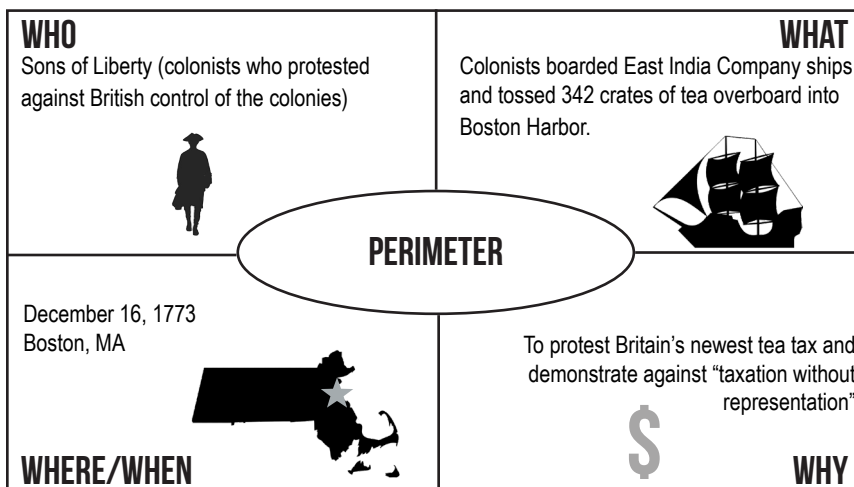 WHO
Sons of Liberty (colonists who protested
against British control of the colonies)
WHAT
Colonists boarded East India Company ships
and tossed 342 crates of tea overboard into
Boston Harbor.
PERIMETER
December 16, 1773
Boston, MA
WHERE/WHEN
To protest Britain’s newest tea tax and
demonstrate against “taxation without
representation”
$
WHY